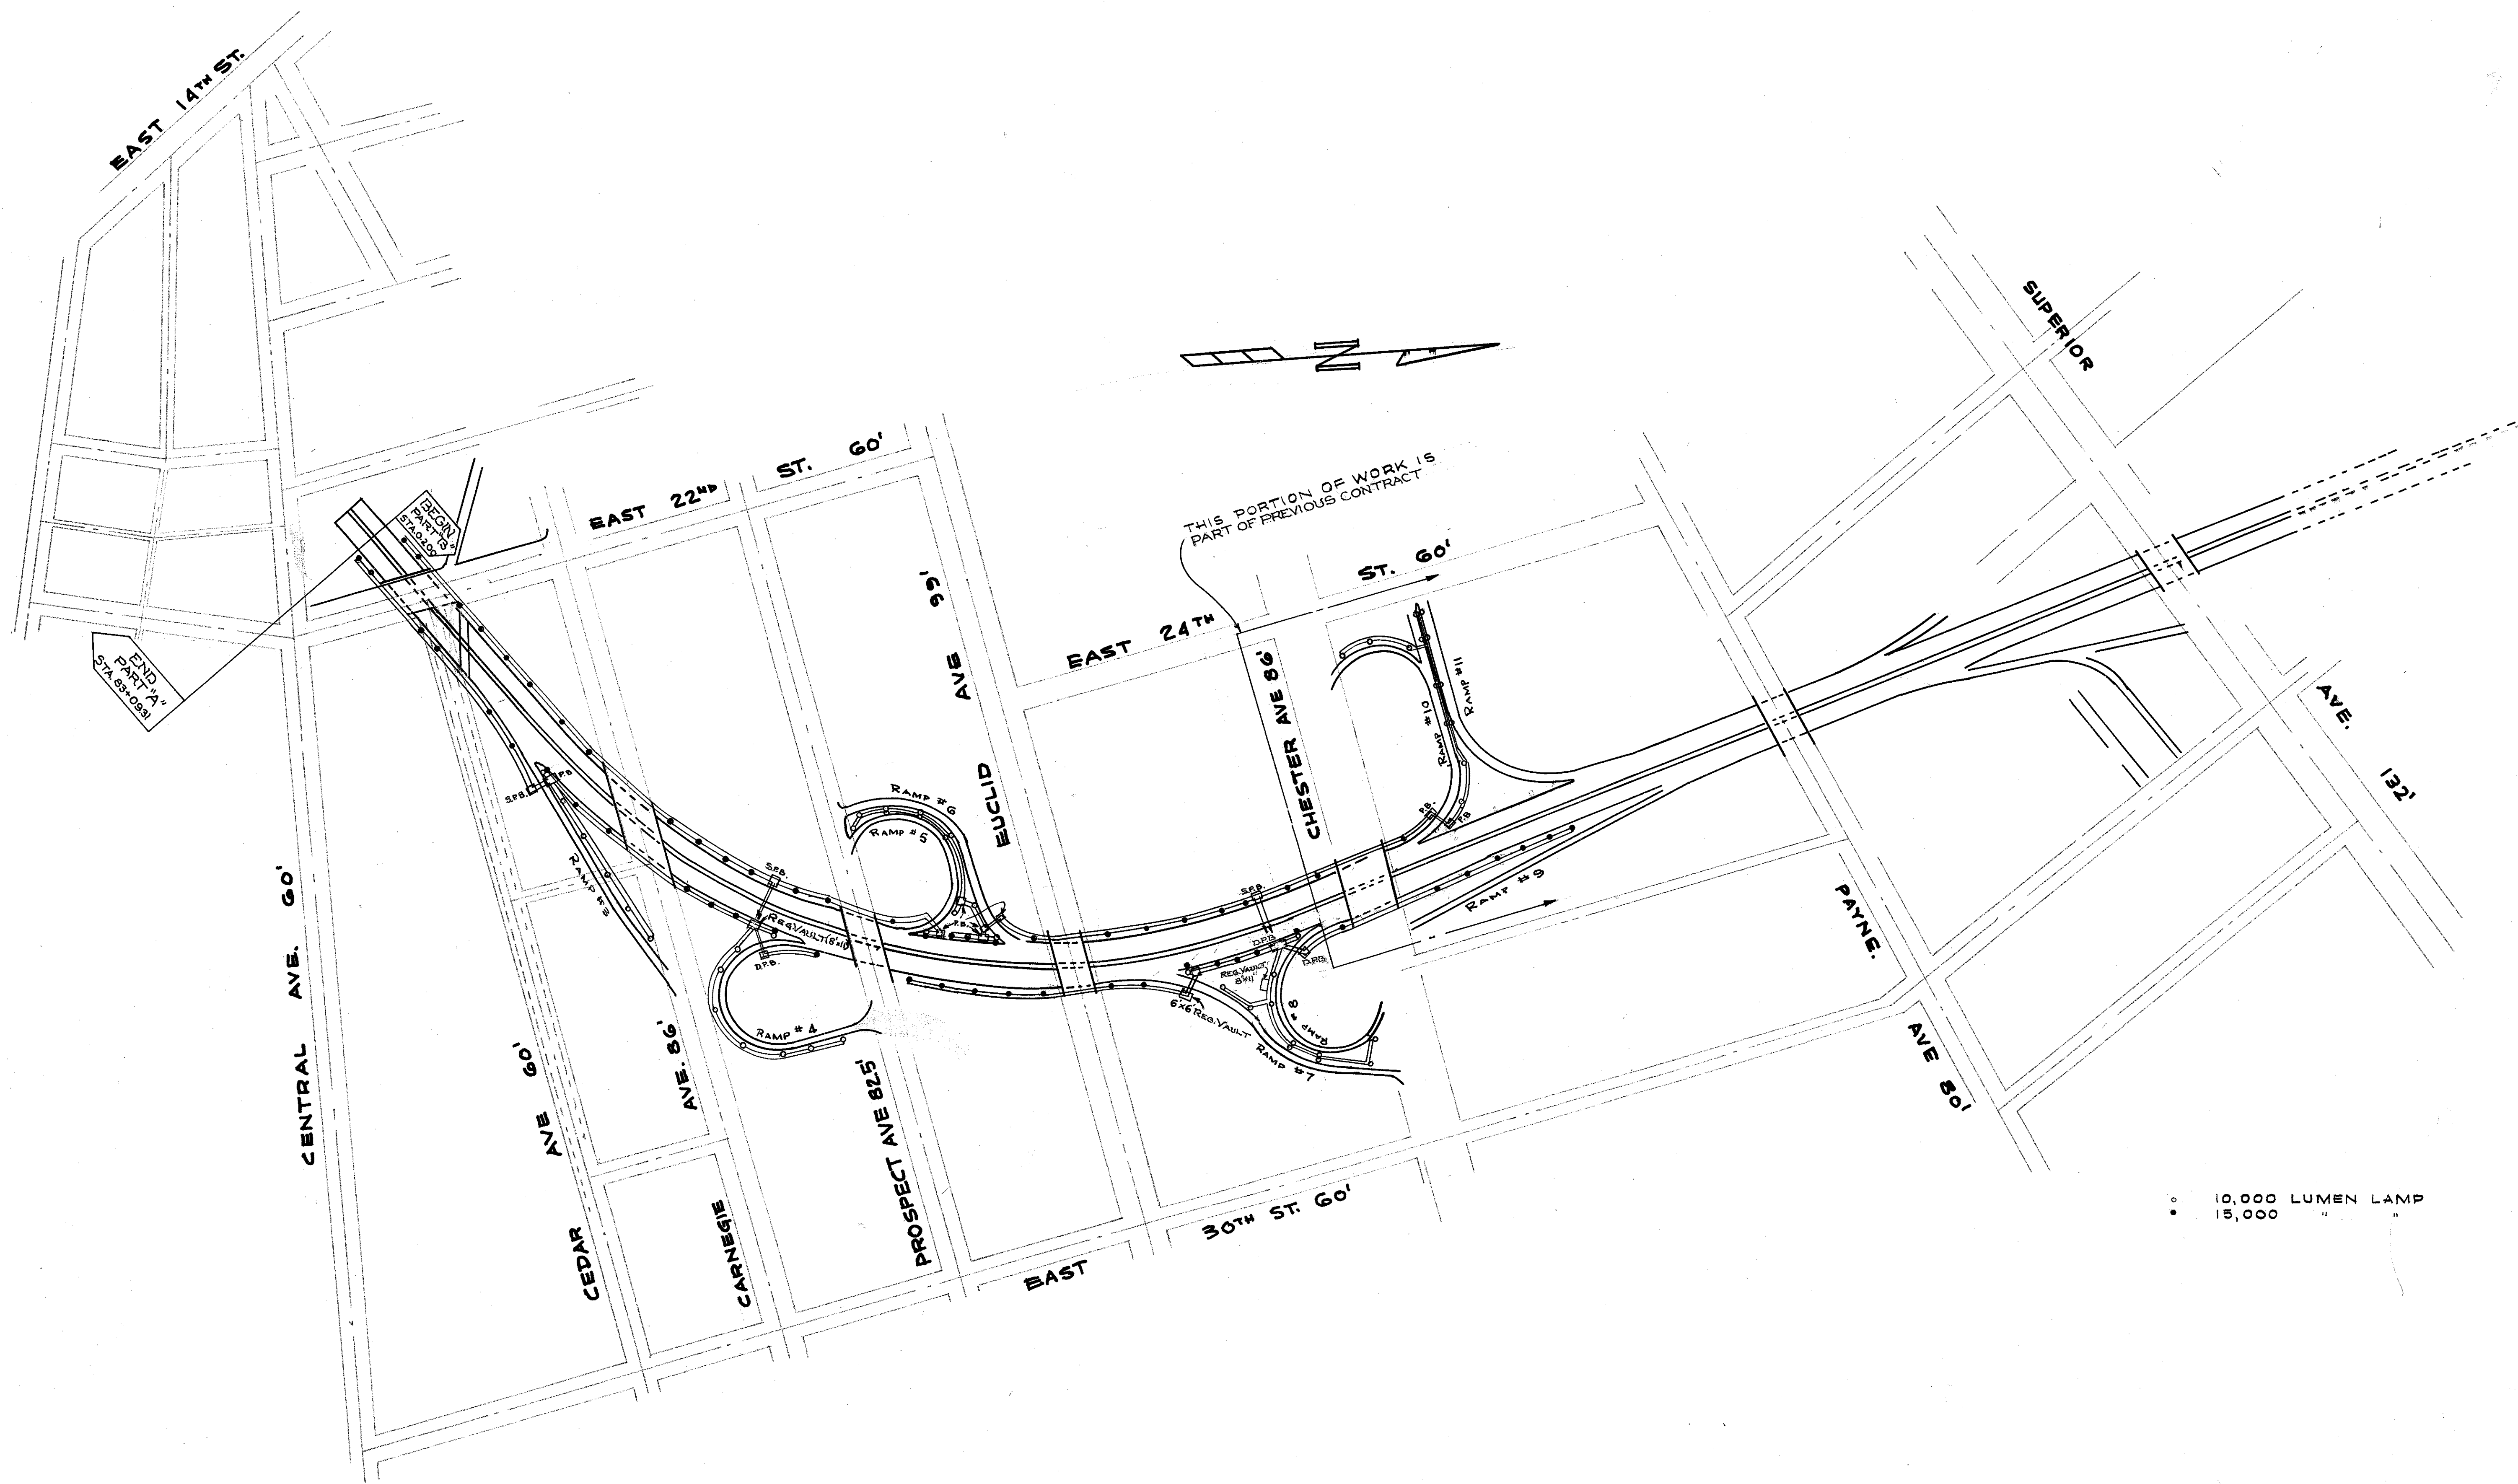 EAST 14TH ST.
SUPERIOR
AVE.
132'
N
EAST 22ND ST. 60'
THIS PORTION OF WORK IS
PART OF PREVIOUS CONTRACT
BEGIN
PART "B"
STA. 0.200
END
PART "A"
STA. 83+0931
EAST 24TH ST. 60'
EUCLID AVE 99'
CHESTER AVE 86'
RAMP #11
RAMP #10
P.B.
P.B
RAMP #9
RAMP #6
RAMP #5
P.B.
S.P.B.
P.B
RAMP #3
S.P.B.
REG.VAULT (8'x11')
D.P.B.
RAMP #4
S.P.B.
D.P.B.
D.P.B.
REG.VAULT
8'x11'
6'x6' REG.VAULT
RAMP #8
RAMP #7
CENTRAL AVE. 60'
CEDAR AVE 60'
CARNEGIE AVE. 86'
PROSPECT AVE 82.5'
PAYNE.
AVE 80'
EAST 30TH ST. 60'
10,000 LUMEN LAMP
15,000 " "